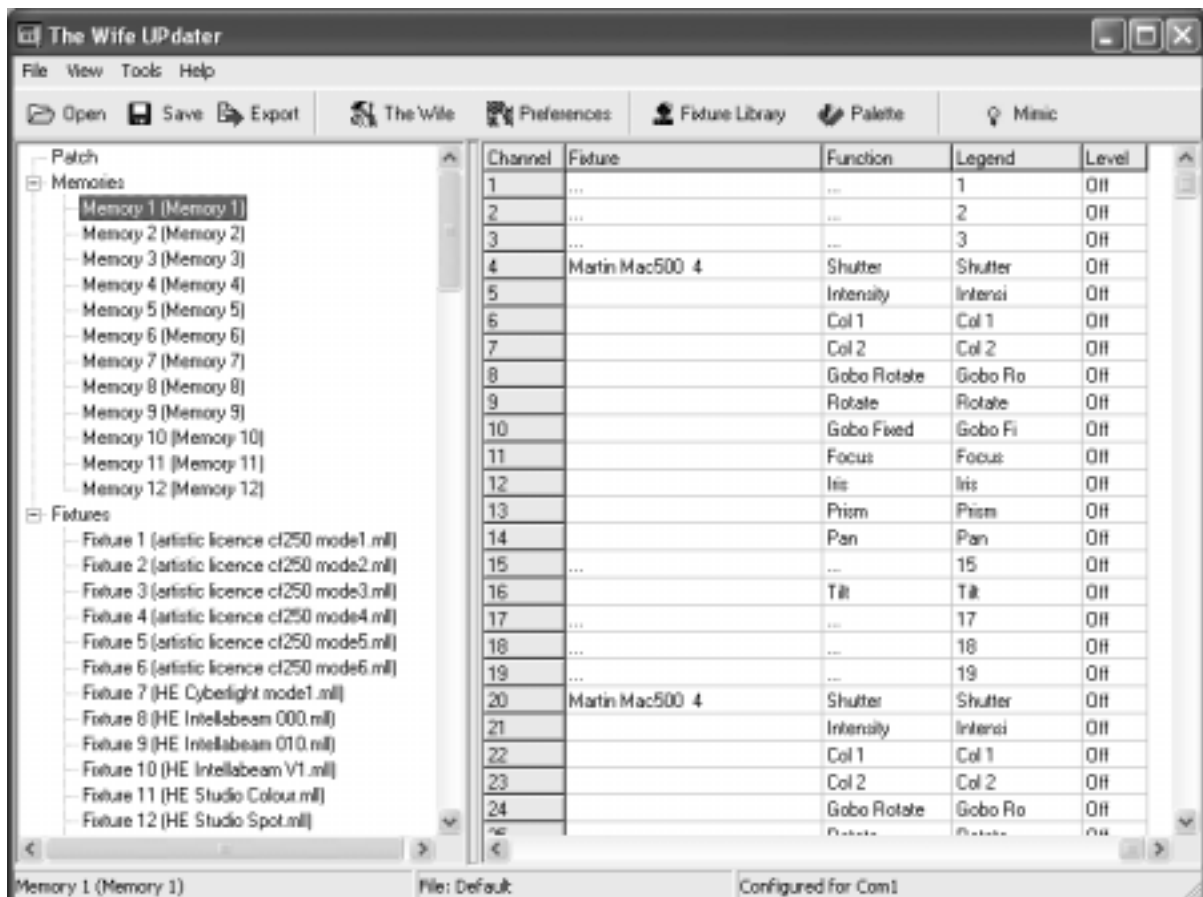 The Wife UPdater
File View Tools Help
Open Save Export The Wife Preferences Fixture Library Palette Mimic
Patch
Memories
Memory 1 (Memory 1)
Memory 2 (Memory 2)
Memory 3 (Memory 3)
Memory 4 (Memory 4)
Memory 5 (Memory 5)
Memory 6 (Memory 6)
Memory 7 (Memory 7)
Memory 8 (Memory 8)
Memory 9 (Memory 9)
Memory 10 (Memory 10)
Memory 11 (Memory 11)
Memory 12 (Memory 12)
Fixtures
Fixture 1 (artistic licence cf250 mode1.mll)
Fixture 2 (artistic licence cf250 mode2.mll)
Fixture 3 (artistic licence cf250 mode3.mll)
Fixture 4 (artistic licence cf250 mode4.mll)
Fixture 5 (artistic licence cf250 mode5.mll)
Fixture 6 (artistic licence cf250 mode6.mll)
Fixture 7 (HE Cyberlight mode1.mll)
Fixture 8 (HE Intellabeam 000.mll)
Fixture 9 (HE Intellabeam 010.mll)
Fixture 10 (HE Intellabeam V1.mll)
Fixture 11 (HE Studio Colour.mll)
Fixture 12 (HE Studio Spot.mll)
Channel Fixture Function Legend Level
1 ... ... 1 Off
2 ... ... 2 Off
3 ... ... 3 Off
4 Martin Mac500 4 Shutter Shutter Off
5 Intensity Intensi Off
6 Col 1 Col 1 Off
7 Col 2 Col 2 Off
8 Gobo Rotate Gobo Ro Off
9 Rotate Rotate Off
10 Gobo Fixed Gobo Fi Off
11 Focus Focus Off
12 Iris Iris Off
13 Prism Prism Off
14 Pan Pan Off
15 ... ... 15 Off
16 Tilt Tilt Off
17 ... ... 17 Off
18 ... ... 18 Off
19 ... ... 19 Off
20 Martin Mac500 4 Shutter Shutter Off
21 Intensity Intensi Off
22 Col 1 Col 1 Off
23 Col 2 Col 2 Off
24 Gobo Rotate Gobo Ro Off
Memory 1 (Memory 1) File: Default Configured for Com1